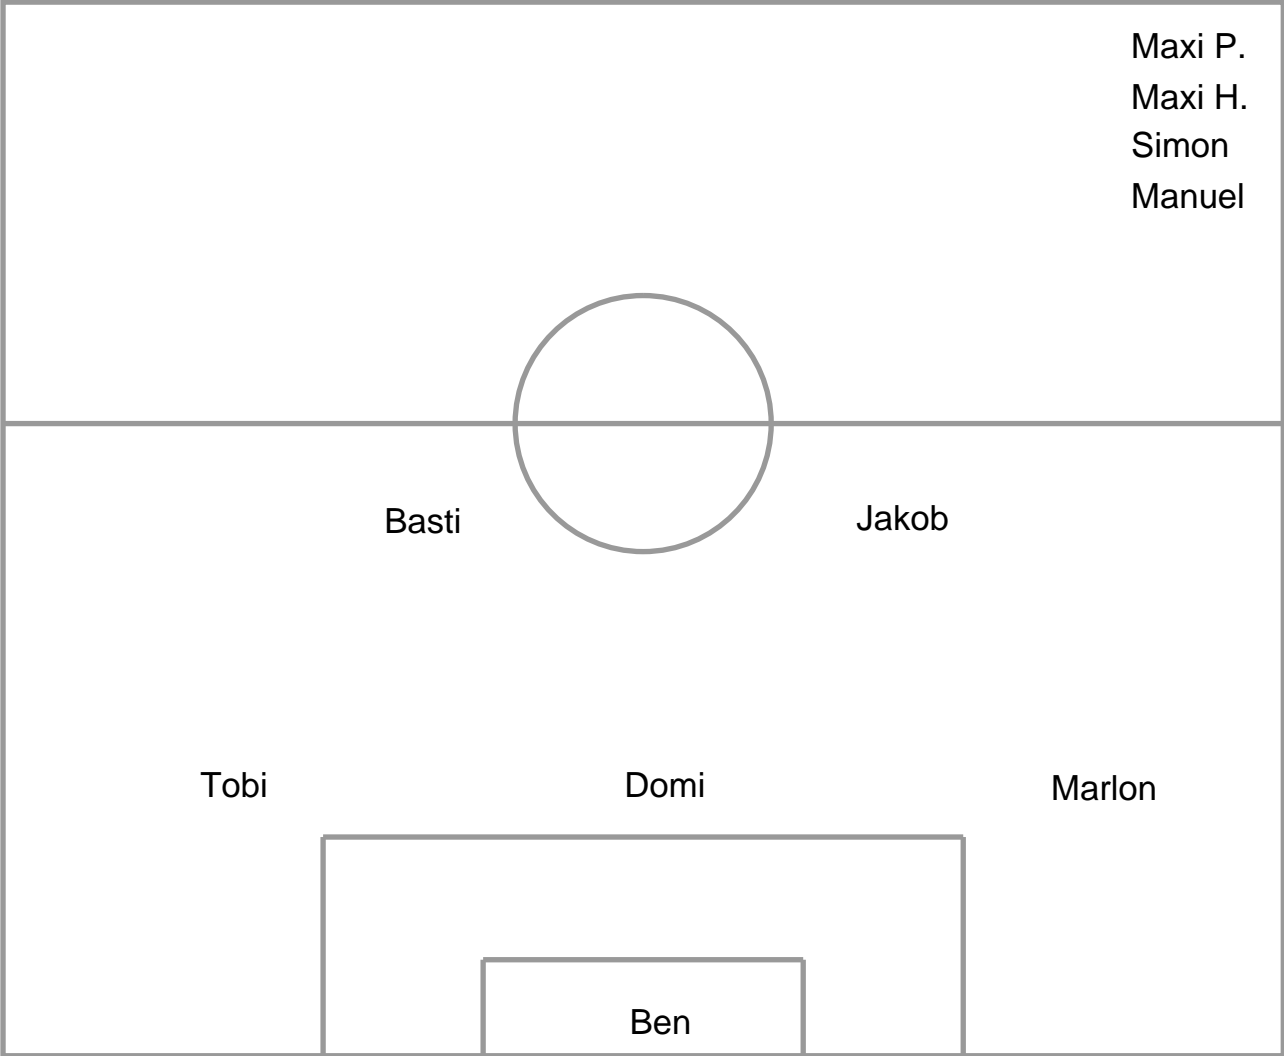 Maxi P.
Maxi H.
Simon
Manuel
Basti
Jakob
Tobi
Domi
Marlon
Ben